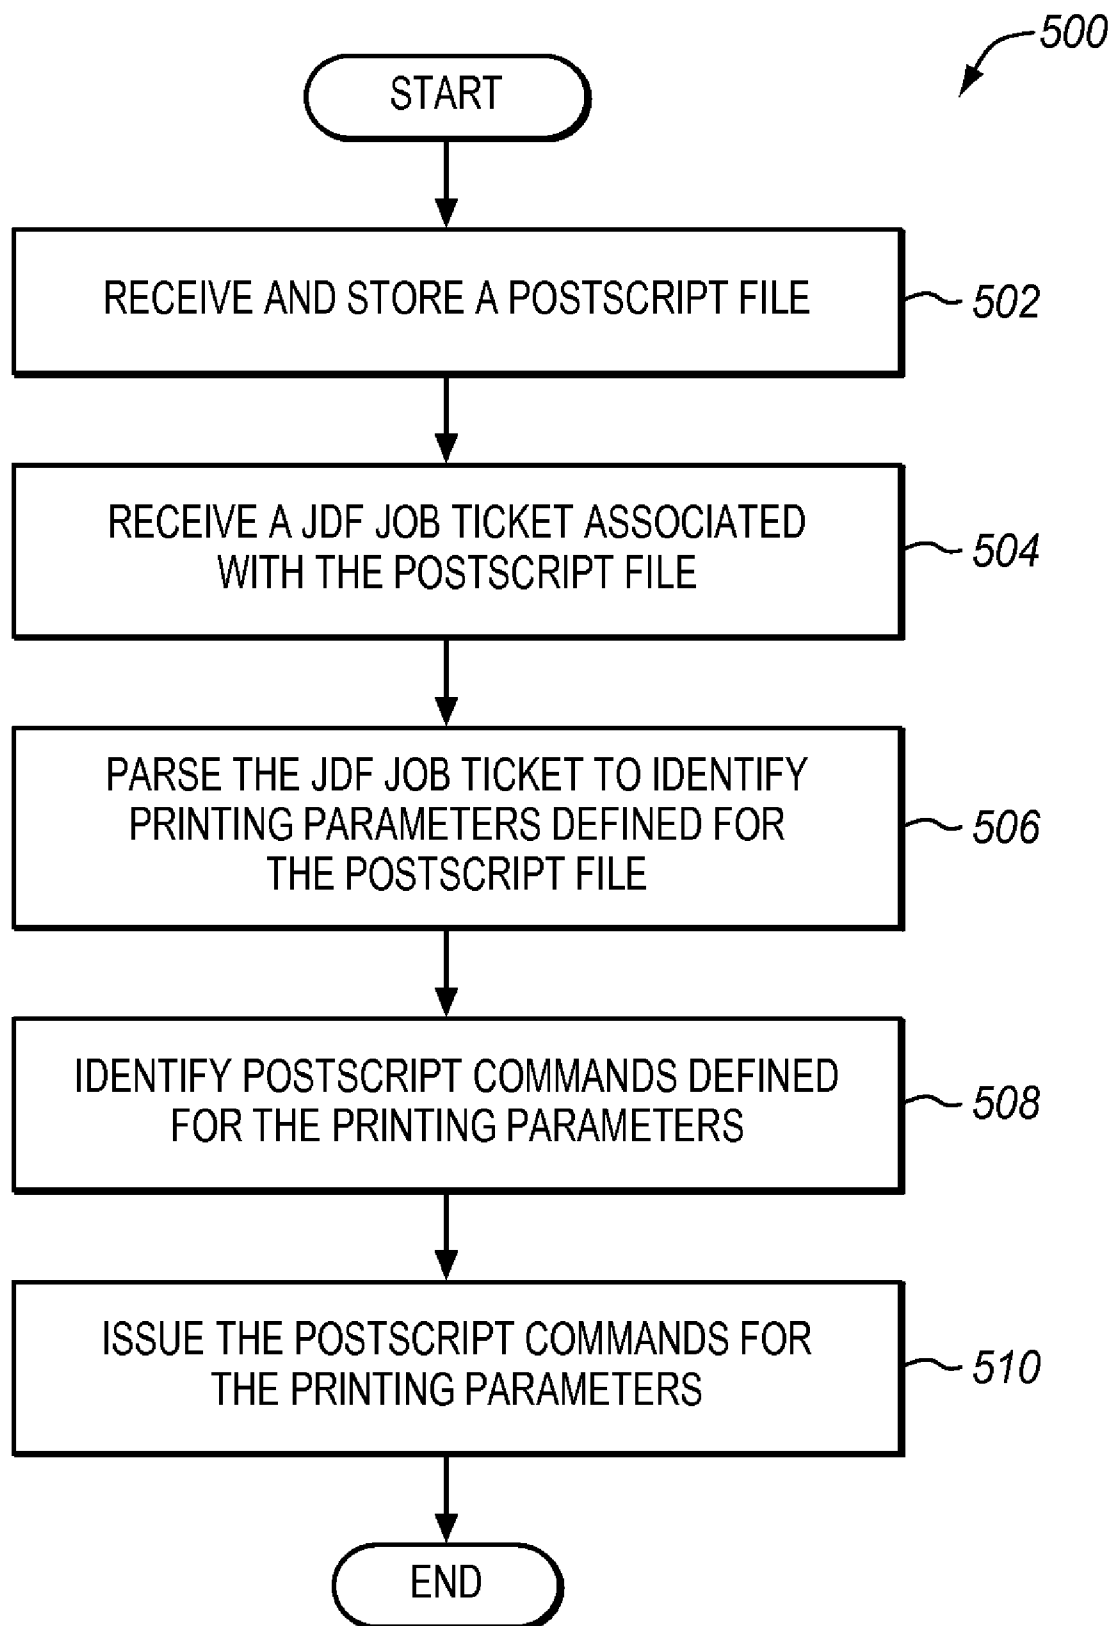 500
START
RECEIVE AND STORE A POSTSCRIPT FILE
502
RECEIVE A JDF JOB TICKET ASSOCIATED
WITH THE POSTSCRIPT FILE
504
PARSE THE JDF JOB TICKET TO IDENTIFY
PRINTING PARAMETERS DEFINED FOR
THE POSTSCRIPT FILE
506
IDENTIFY POSTSCRIPT COMMANDS DEFINED
FOR THE PRINTING PARAMETERS
508
ISSUE THE POSTSCRIPT COMMANDS FOR
THE PRINTING PARAMETERS
510
END